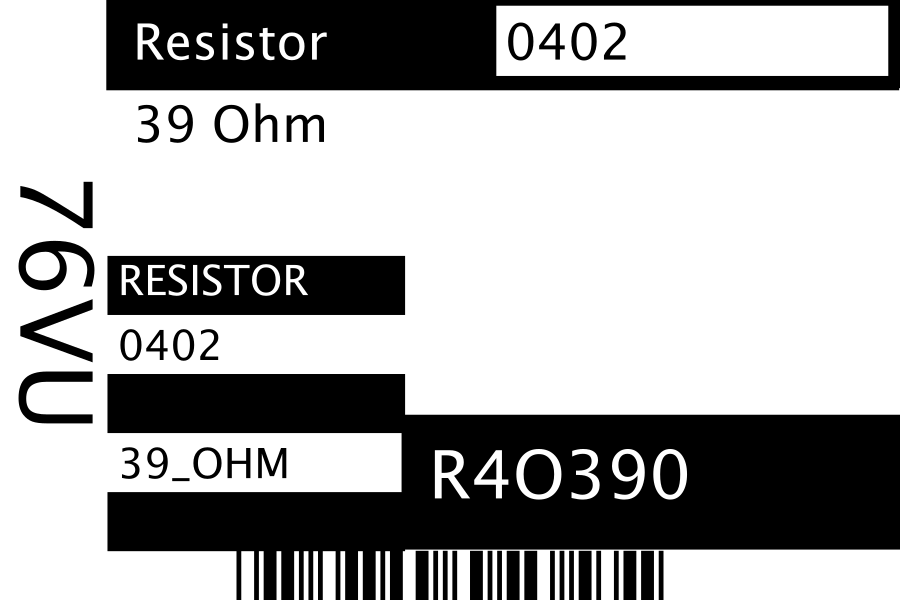 Resistor 0402
39 Ohm
76VU
RESISTOR
0402
39_OHM
R4O390